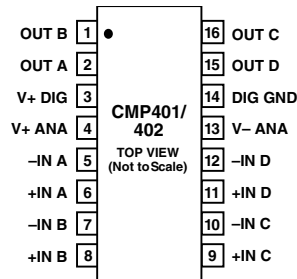 OUT B 1 16 OUT C
OUT A 2 15 OUT D
V+ DIG 3 14 DIG GND
V+ ANA 4 13 V– ANA
–IN A 5 12 –IN D
+IN A 6 11 +IN D
–IN B 7 10 –IN C
+IN B 8 9 +IN C
CMP401/
402
TOP VIEW
(Not to Scale)